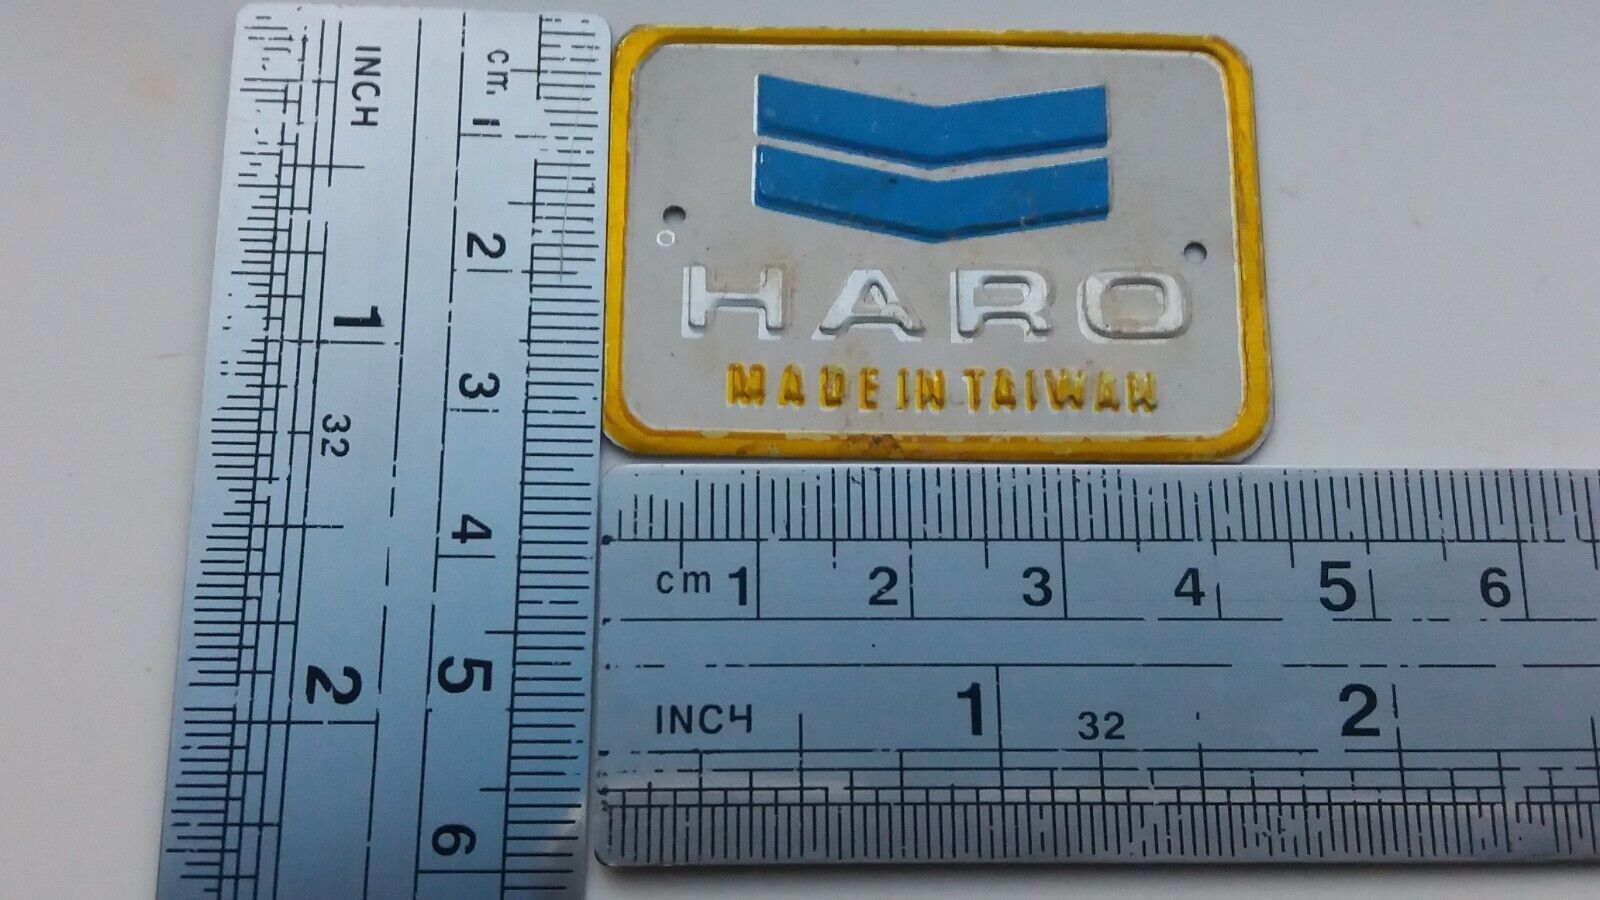 HARO
MADE IN TAIWAN
INCH
cm 1 2 3 4 5 6
1 32 2
cm 1 2 3 4 5 6
INCH 1 32 2